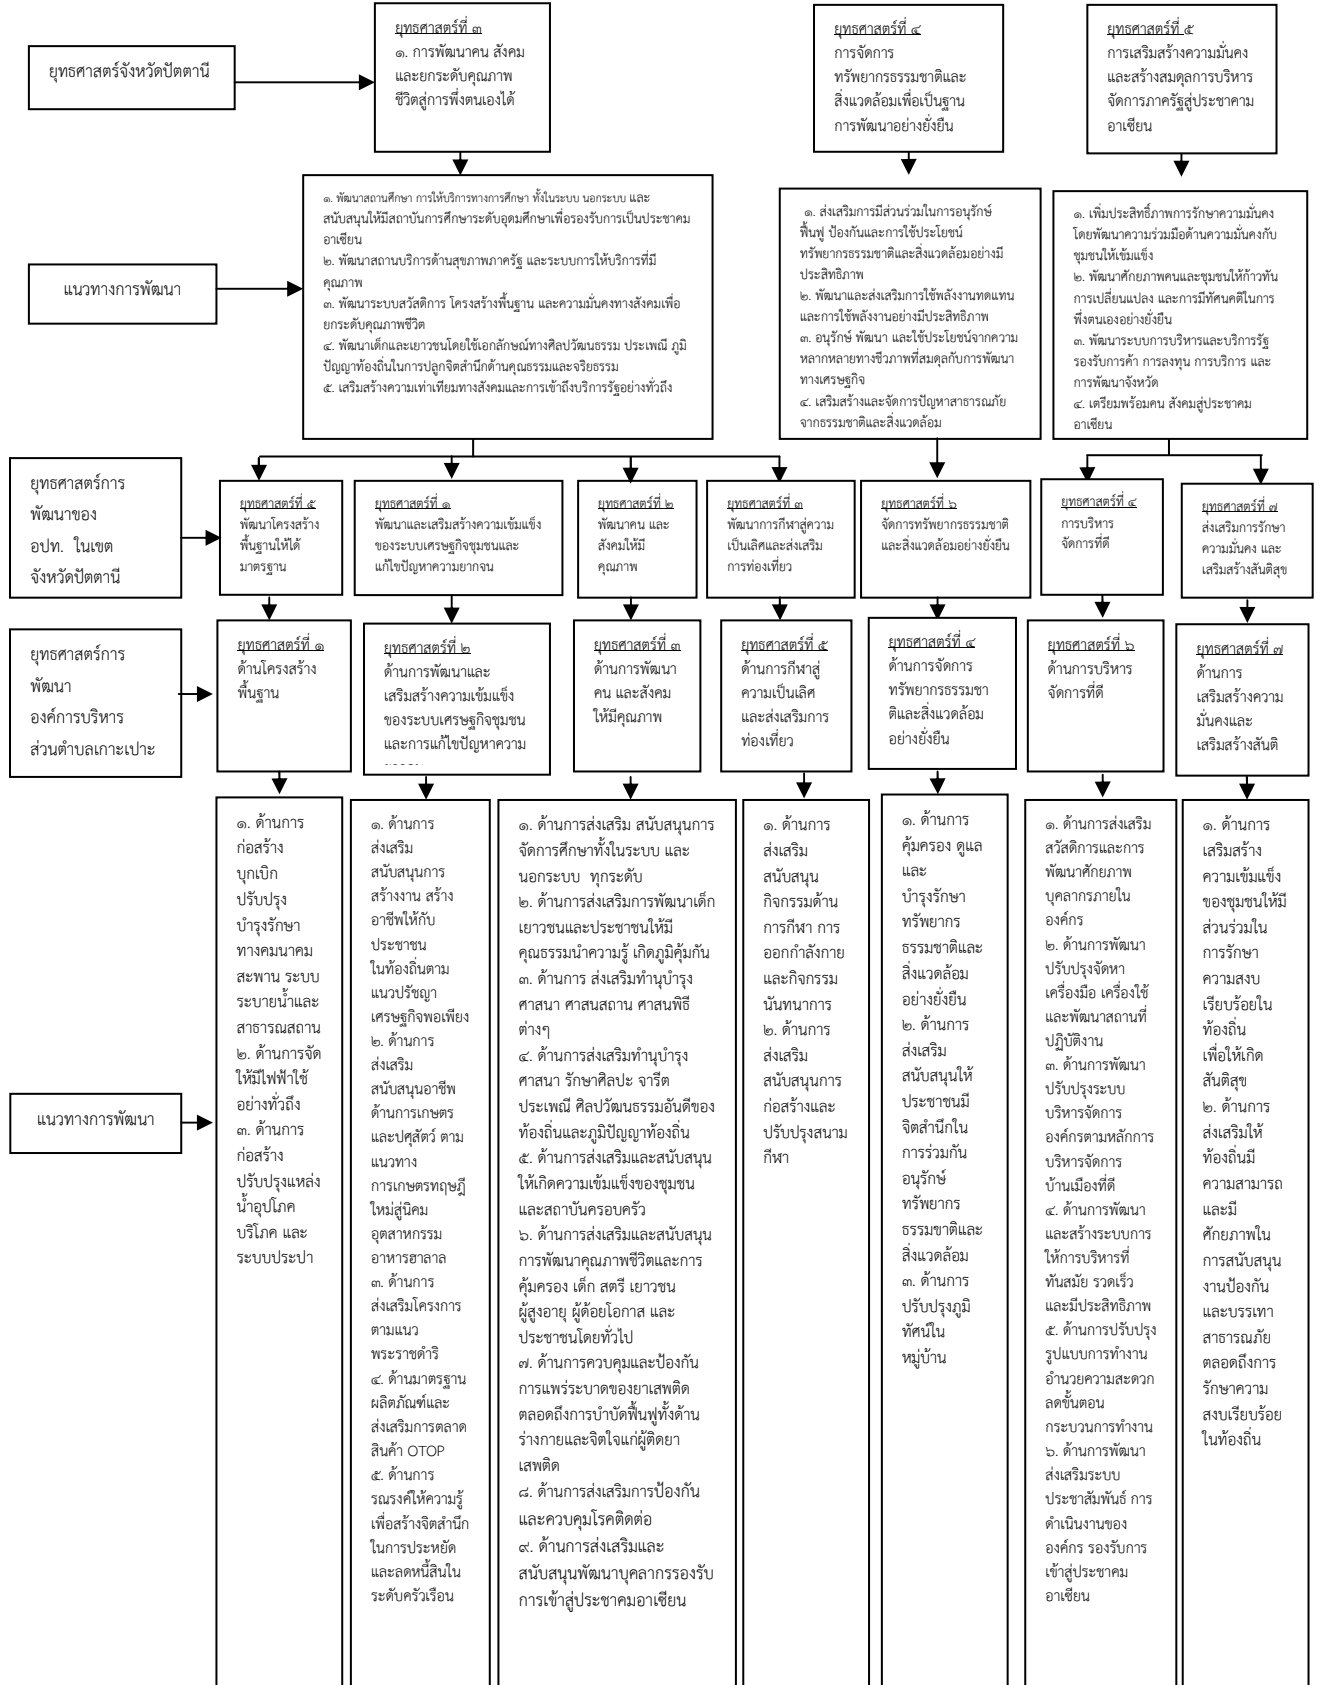 ยุทธศาสตร์จังหวัดปัตตานี
ยุทธศาสตร์ที่ ๓
๑. การพัฒนาคน สังคม
และยกระดับคุณภาพ
ชีวิตสู่การพึ่งตนเองได้
ยุทธศาสตร์ที่ ๔
การจัดการ
ทรัพยากรธรรมชาติและ
สิ่งแวดล้อมเพื่อเป็นฐาน
การพัฒนาอย่างยั่งยืน
ยุทธศาสตร์ที่ ๕
การเสริมสร้างความมั่นคง
และสร้างสมดุลการบริหาร
จัดการภาครัฐสู่ประชาคม
อาเซียน
แนวทางการพัฒนา
๑. พัฒนาสถานศึกษา การให้บริการทางการศึกษา ทั้งในระบบ นอกระบบ และ
สนับสนุนให้มีสถาบันการศึกษาระดับอุดมศึกษาเพื่อรองรับการเป็นประชาคม
อาเซียน
๒. พัฒนาสถานบริการด้านสุขภาพภาครัฐ และระบบการให้บริการที่มี
คุณภาพ
๓. พัฒนาระบบสวัสดิการ โครงสร้างพื้นฐาน และความมั่นคงทางสังคมเพื่อ
ยกระดับคุณภาพชีวิต
๔. พัฒนาเด็กและเยาวชนโดยใช้เอกลักษณ์ทางศิลปวัฒนธรรม ประเพณี ภูมิ
ปัญญาท้องถิ่นในการปลูกจิตสำนึกด้านคุณธรรมและจริยธรรม
๕. เสริมสร้างความเท่าเทียมทางสังคมและการเข้าถึงบริการรัฐอย่างทั่วถึง
๑. ส่งเสริมการมีส่วนร่วมในการอนุรักษ์
ฟื้นฟู ป้องกันและการใช้ประโยชน์
ทรัพยากรธรรมชาติและสิ่งแวดล้อมอย่างมี
ประสิทธิภาพ
๒. พัฒนาและส่งเสริมการใช้พลังงานทดแทน
และการใช้พลังงานอย่างมีประสิทธิภาพ
๓. อนุรักษ์ พัฒนา และใช้ประโยชน์จากความ
หลากหลายทางชีวภาพที่สมดุลกับการพัฒนา
ทางเศรษฐกิจ
๔. เสริมสร้างและจัดการปัญหาสาธารณภัย
จากธรรมชาติและสิ่งแวดล้อม
๑. เพิ่มประสิทธิ์ภาพการรักษาความมั่นคง
โดยพัฒนาความร่วมมือด้านความมั่นคงกับ
ชุมชนให้เข้มแข็ง
๒. พัฒนาศักยภาพคนและชุมชนให้ก้าวทัน
การเปลี่ยนแปลง และการมีทัศนคติในการ
พึ่งตนเองอย่างยั่งยืน
๓. พัฒนาระบบการบริหารและบริการรัฐ
รองรับการค้า การลงทุน การบริการ และ
การพัฒนาจังหวัด
๔. เตรียมพร้อมคน สังคมสู่ประชาคม
อาเซียน
ยุทธศาสตร์การ
พัฒนาของ
อปท. ในเขต
จังหวัดปัตตานี
ยุทธศาสตร์ที่ ๕
พัฒนาโครงสร้าง
พื้นฐานให้ได้
มาตรฐาน
ยุทธศาสตร์ที่ ๑
พัฒนาและเสริมสร้างความเข้มแข็ง
ของระบบเศรษฐกิจชุมชนและ
แก้ไขปัญหาความยากจน
ยุทธศาสตร์ที่ ๒
พัฒนาคน และ
สังคมให้มี
คุณภาพ
ยุทธศาสตร์ที่ ๓
พัฒนาการกีฬาสู่ความ
เป็นเลิศและส่งเสริม
การท่องเที่ยว
ยุทธศาสตร์ที่ ๖
จัดการทรัพยากรธรรมชาติ
และสิ่งแวดล้อมอย่างยั่งยืน
ยุทธศาสตร์ที่ ๔
การบริหาร
จัดการที่ดี
ยุทธศาสตร์ที่ ๗
ส่งเสริมการรักษา
ความมั่นคง และ
เสริมสร้างสันติสุข
ยุทธศาสตร์การ
พัฒนา
องค์การบริหาร
ส่วนตำบลเกาะเปาะ
ยุทธศาสตร์ที่ ๑
ด้านโครงสร้าง
พื้นฐาน
ยุทธศาสตร์ที่ ๒
ด้านการพัฒนาและ
เสริมสร้างความเข้มแข็ง
ของระบบเศรษฐกิจชุมชน
และการแก้ไขปัญหาความ
ยุทธศาสตร์ที่ ๓
ด้านการพัฒนา
คน และสังคม
ให้มีคุณภาพ
ยุทธศาสตร์ที่ ๕
ด้านการกีฬาสู่
ความเป็นเลิศ
และส่งเสริมการ
ท่องเที่ยว
ยุทธศาสตร์ที่ ๔
ด้านการจัดการ
ทรัพยากรธรรมชา
ติและสิ่งแวดล้อม
อย่างยั่งยืน
ยุทธศาสตร์ที่ ๖
ด้านการบริหาร
จัดการที่ดี
ยุทธศาสตร์ที่ ๗
ด้านการ
เสริมสร้างความ
มั่นคงและ
เสริมสร้างสันติ
แนวทางการพัฒนา
๑. ด้านการ
ก่อสร้าง
บุกเบิก
ปรับปรุง
บำรุงรักษา
ทางคมนาคม
สะพาน ระบบ
ระบายน้ำและ
สาธารณสถาน
๒. ด้านการจัด
ให้มีไฟฟ้าใช้
อย่างทั่วถึง
๓. ด้านการ
ก่อสร้าง
ปรับปรุงแหล่ง
น้ำอุปโภค
บริโภค และ
ระบบประปา
๑. ด้านการ
ส่งเสริม
สนับสนุนการ
สร้างงาน สร้าง
อาชีพให้กับ
ประชาชน
ในท้องถิ่นตาม
แนวปรัชญา
เศรษฐกิจพอเพียง
๒. ด้านการ
ส่งเสริม
สนับสนุนอาชีพ
ด้านการเกษตร
และปศุสัตว์ ตาม
แนวทาง
การเกษตรทฤษฎี
ใหม่สู่นิคม
อุตสาหกรรม
อาหารฮาลาล
๓. ด้านการ
ส่งเสริมโครงการ
ตามแนว
พระราชดำริ
๔. ด้านมาตรฐาน
ผลิตภัณฑ์และ
ส่งเสริมการตลาด
สินค้า OTOP
๕. ด้านการ
รณรงค์ให้ความรู้
เพื่อสร้างจิตสำนึก
ในการประหยัด
และลดหนี้สินใน
ระดับครัวเรือน
๑. ด้านการส่งเสริม สนับสนุนการ
จัดการศึกษาทั้งในระบบ และ
นอกระบบ ทุกระดับ
๒. ด้านการส่งเสริมการพัฒนาเด็ก
เยาวชนและประชาชนให้มี
คุณธรรมนำความรู้ เกิดภูมิคุ้มกัน
๓. ด้านการ ส่งเสริมทำนุบำรุง
ศาสนา ศาสนสถาน ศาสนพิธี
ต่างๆ
๔. ด้านการส่งเสริมทำนุบำรุง
ศาสนา รักษาศิลปะ จารีต
ประเพณี ศิลปวัฒนธรรมอันดีของ
ท้องถิ่นและภูมิปัญญาท้องถิ่น
๕. ด้านการส่งเสริมและสนับสนุน
ให้เกิดความเข้มแข็งของชุมชน
และสถาบันครอบครัว
๖. ด้านการส่งเสริมและสนับสนุน
การพัฒนาคุณภาพชีวิตและการ
คุ้มครอง เด็ก สตรี เยาวชน
ผู้สูงอายุ ผู้ด้อยโอกาส และ
ประชาชนโดยทั่วไป
๗. ด้านการควบคุมและป้องกัน
การแพร่ระบาดของยาเสพติด
ตลอดถึงการบำบัดฟื้นฟูทั้งด้าน
ร่างกายและจิตใจแก่ผู้ติดยา
เสพติด
๘. ด้านการส่งเสริมการป้องกัน
และควบคุมโรคติดต่อ
๙. ด้านการส่งเสริมและ
สนับสนุนพัฒนาบุคลากรรองรับ
การเข้าสู่ประชาคมอาเซียน
๑. ด้านการ
ส่งเสริม
สนับสนุน
กิจกรรมด้าน
การกีฬา การ
ออกกำลังกาย
และกิจกรรม
นันทนาการ
๒. ด้านการ
ส่งเสริม
สนับสนุนการ
ก่อสร้างและ
ปรับปรุงสนาม
กีฬา
๑. ด้านการ
คุ้มครอง ดูแล
และ
บำรุงรักษา
ทรัพยากร
ธรรมชาติและ
สิ่งแวดล้อม
อย่างยั่งยืน
๒. ด้านการ
ส่งเสริม
สนับสนุนให้
ประชาชนมี
จิตสำนึกใน
การร่วมกัน
อนุรักษ์
ทรัพยากร
ธรรมชาติและ
สิ่งแวดล้อม
๓. ด้านการ
ปรับปรุงภูมิ
ทัศน์ใน
หมู่บ้าน
๑. ด้านการส่งเสริม
สวัสดิการและการ
พัฒนาศักยภาพ
บุคลากรภายใน
องค์กร
๒. ด้านการพัฒนา
ปรับปรุงจัดหา
เครื่องมือ เครื่องใช้
และพัฒนาสถานที่
ปฏิบัติงาน
๓. ด้านการพัฒนา
ปรับปรุงระบบ
บริหารจัดการ
องค์กรตามหลักการ
บริหารจัดการ
บ้านเมืองที่ดี
๔. ด้านการพัฒนา
และสร้างระบบการ
ให้การบริหารที่
ทันสมัย รวดเร็ว
และมีประสิทธิภาพ
๕. ด้านการปรับปรุง
รูปแบบการทำงาน
อำนวยความสะดวก
ลดขั้นตอน
กระบวนการทำงาน
๖. ด้านการพัฒนา
ส่งเสริมระบบ
ประชาสัมพันธ์ การ
ดำเนินงานของ
องค์กร รองรับการ
เข้าสู่ประชาคม
อาเซียน
๑. ด้านการ
เสริมสร้าง
ความเข้มแข็ง
ของชุมชนให้มี
ส่วนร่วมใน
การรักษา
ความสงบ
เรียบร้อยใน
ท้องถิ่น
เพื่อให้เกิด
สันติสุข
๒. ด้านการ
ส่งเสริมให้
ท้องถิ่นมี
ความสามารถ
และมี
ศักยภาพใน
การสนับสนุน
งานป้องกัน
และบรรเทา
สาธารณภัย
ตลอดถึงการ
รักษาความ
สงบเรียบร้อย
ในท้องถิ่น